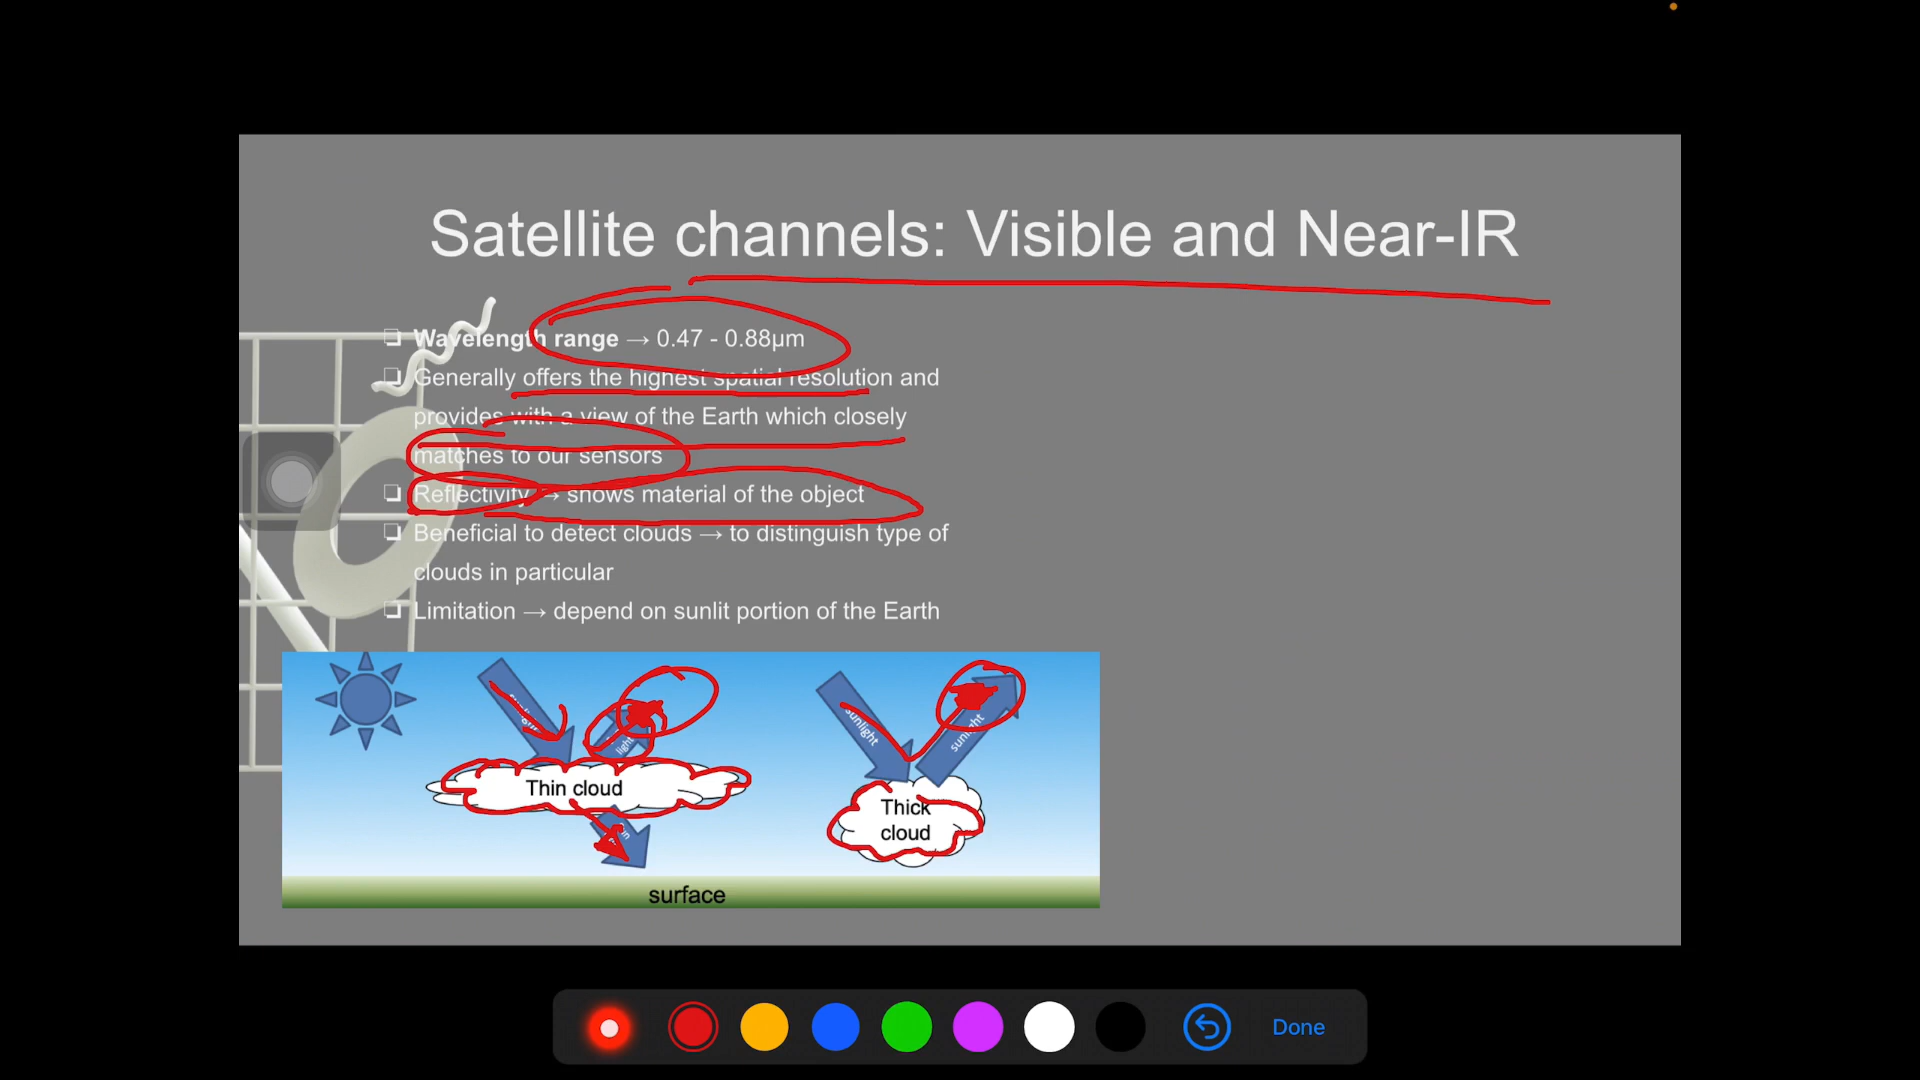 Satellite channels: Visible and Near-IR
Wavelength range → 0.47 - 0.88µm
Generally offers the highest spatial resolution and
provides with a view of the Earth which closely
matches to our sensors
Reflectivity → shows material of the object
Beneficial to detect clouds → to distinguish type of
clouds in particular
Limitation → depend on sunlit portion of the Earth
light
sunlight
Thin cloud
Thick
cloud
surface
Done